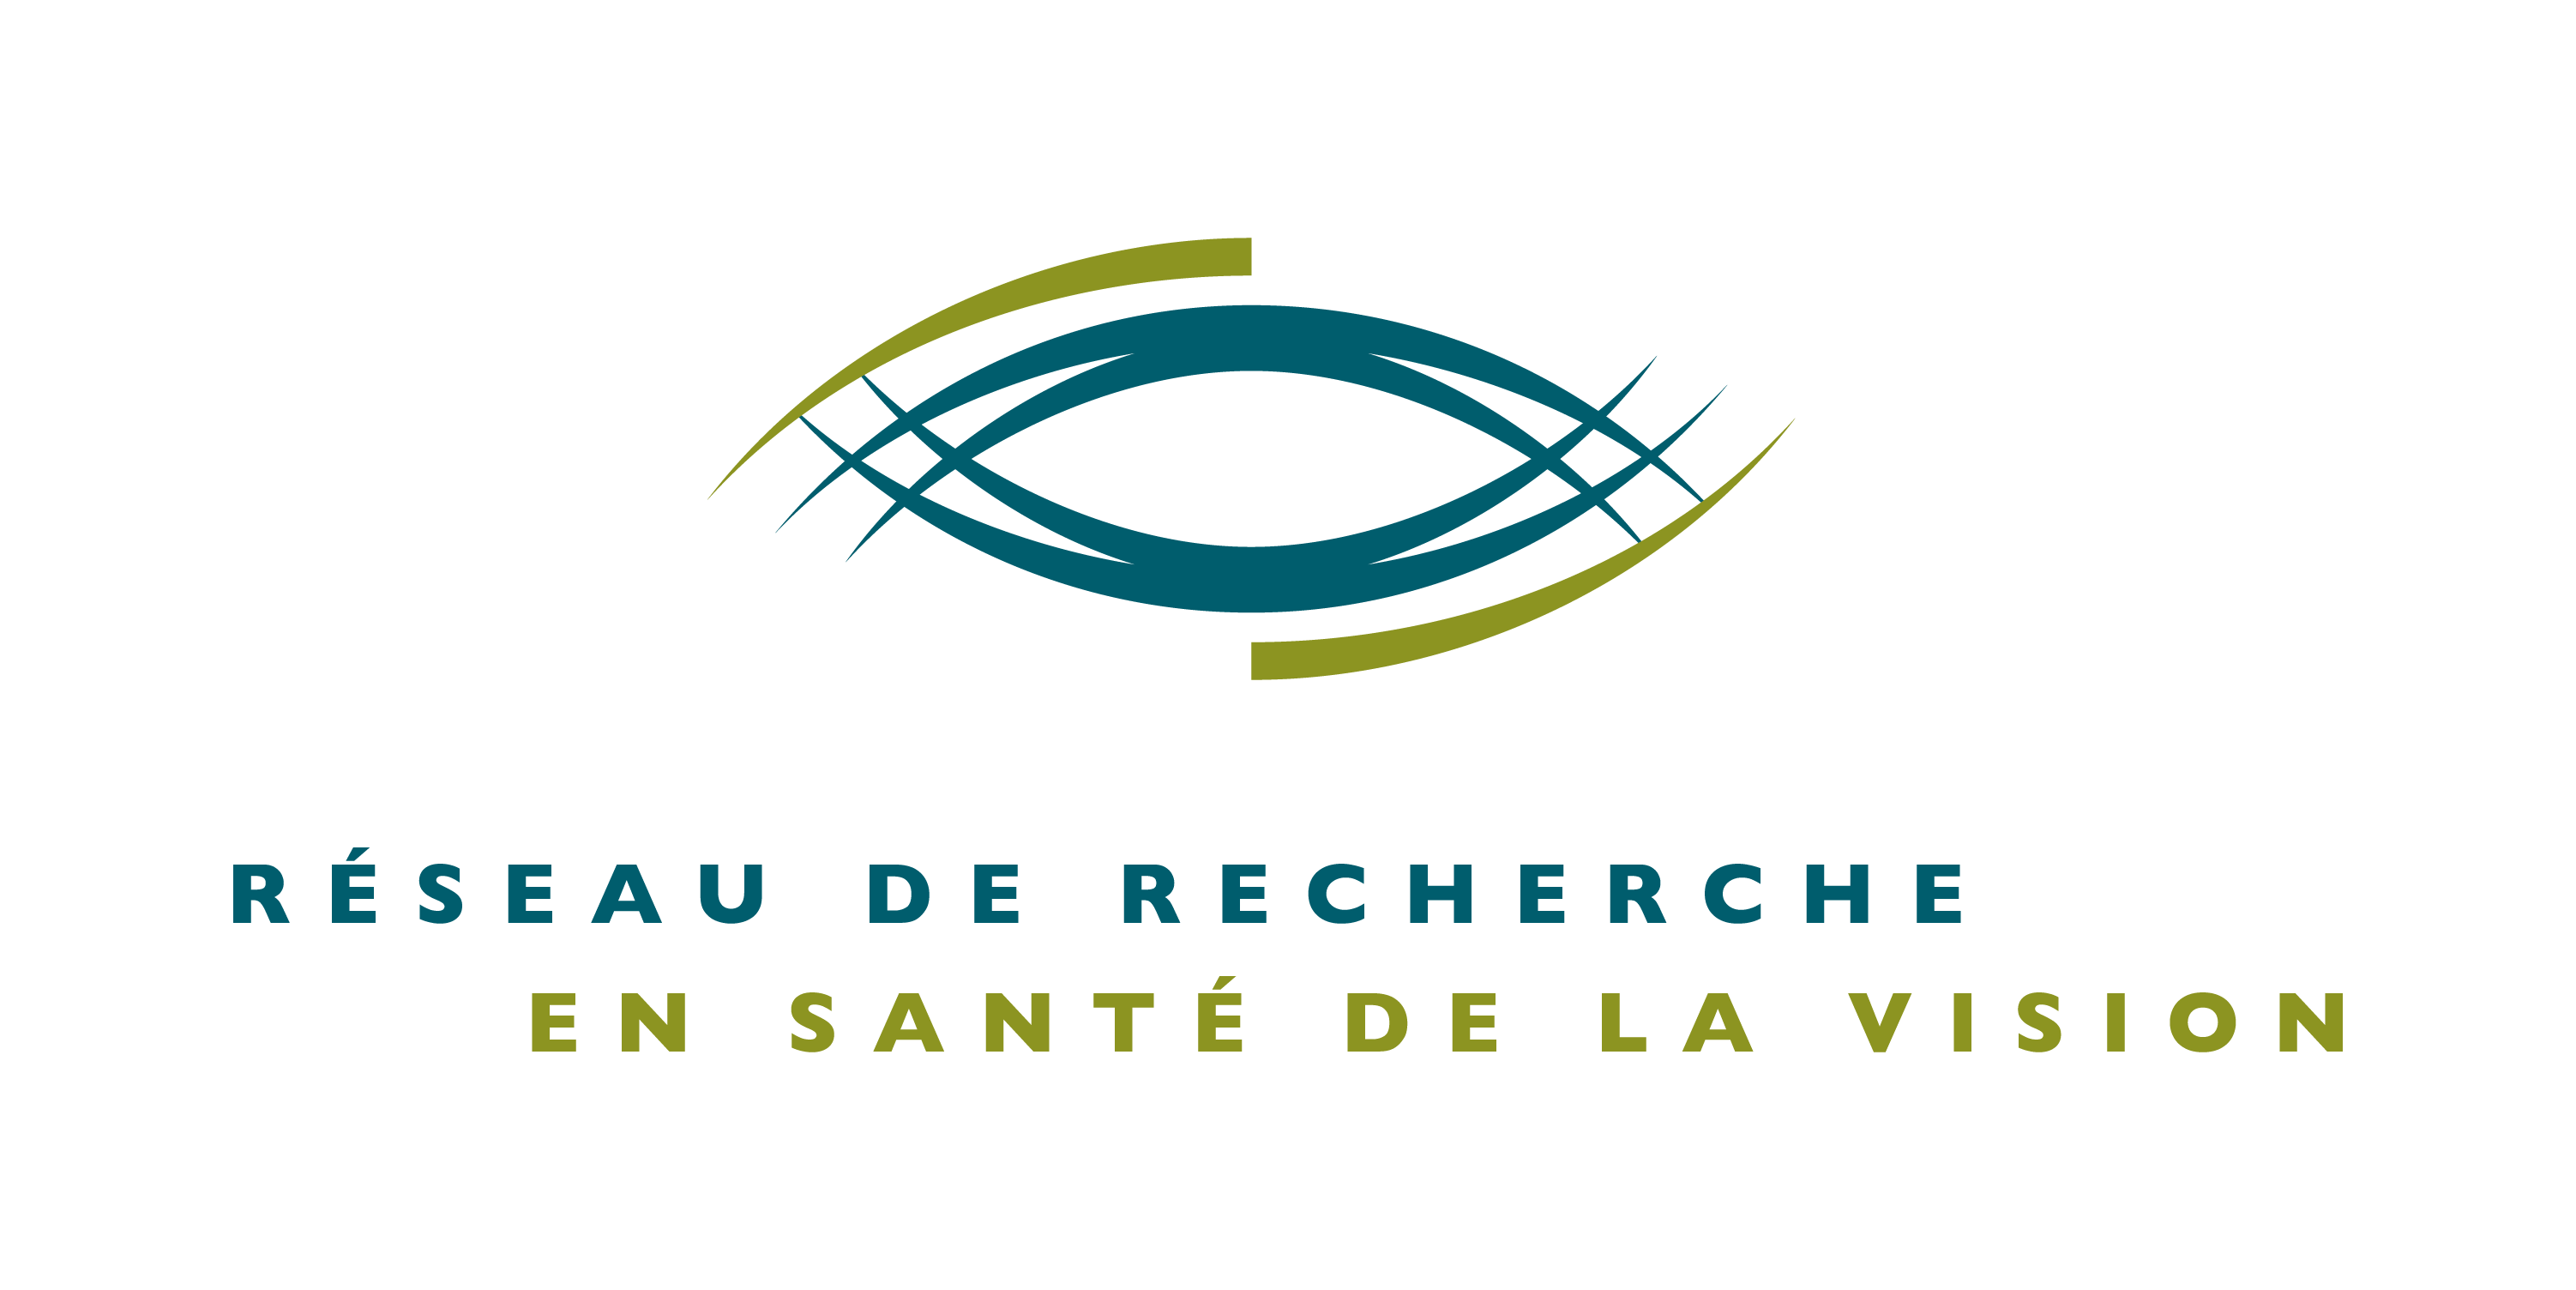 RÉSEAU DE RECHERCHE
EN SANTÉ DE LA VISION